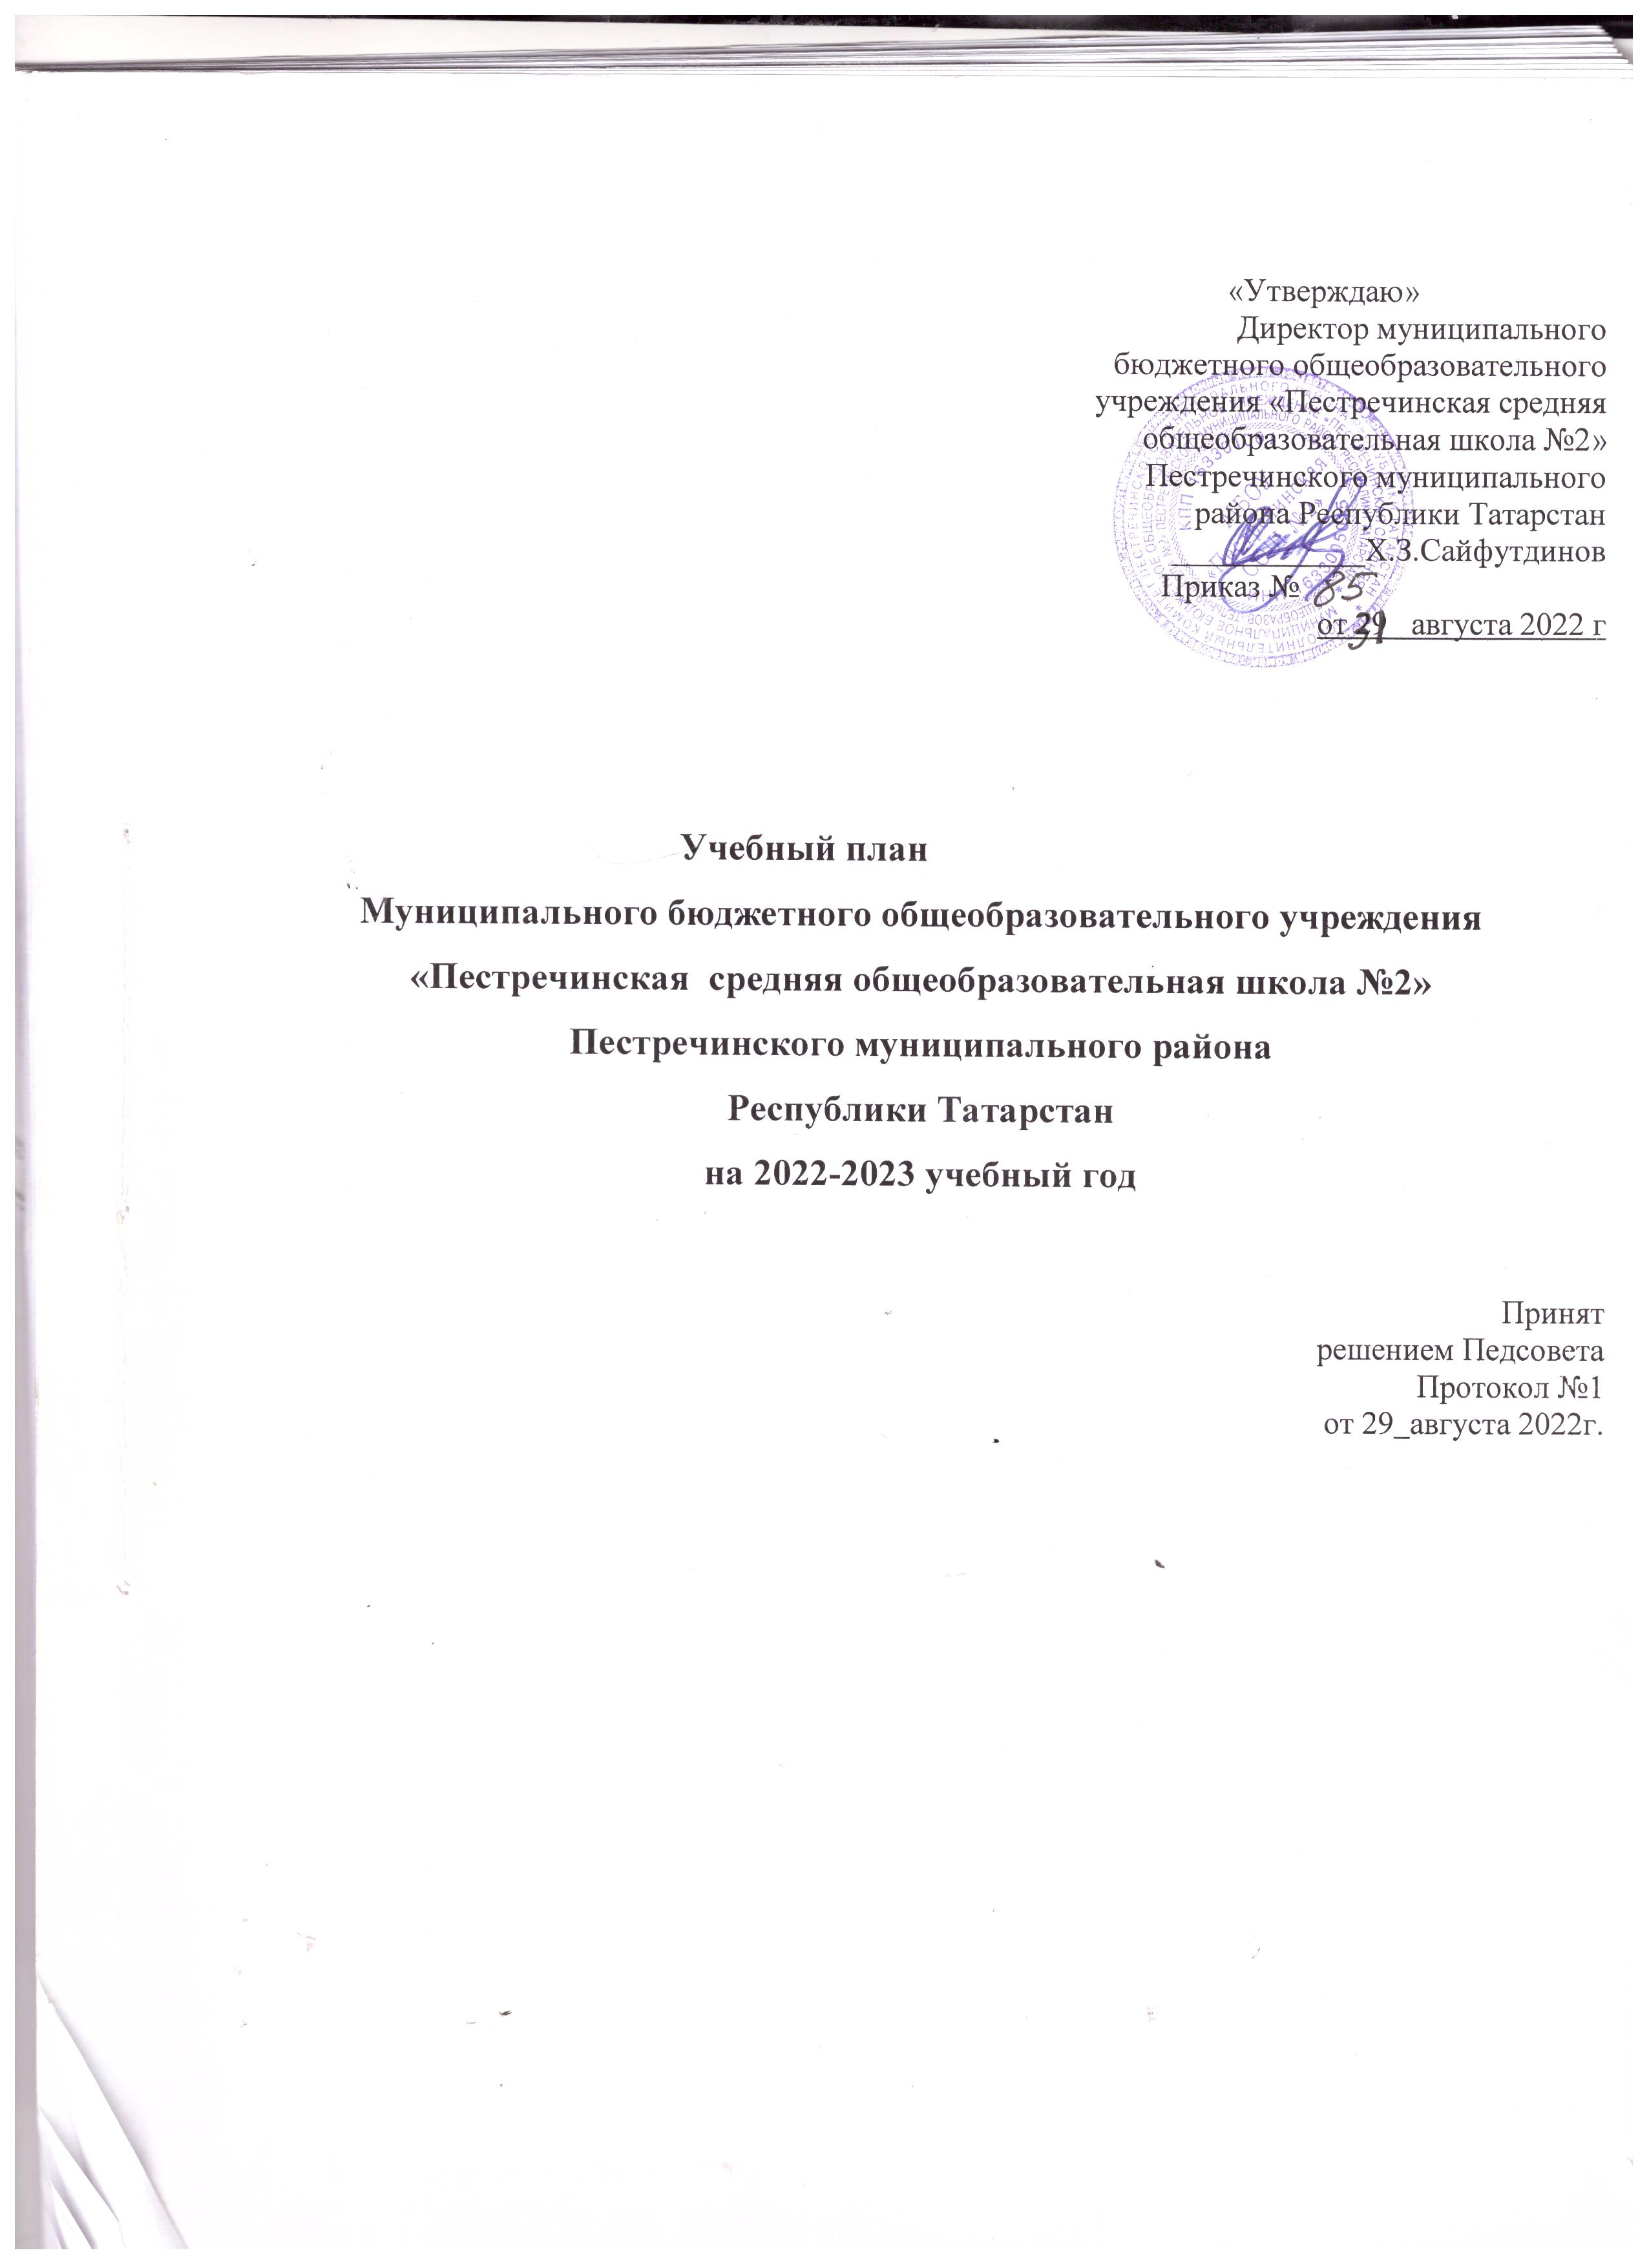 «Утверждаю»
Директор муниципального
бюджетного общеобразовательного
учреждения «Пестречинская средняя
общеобразовательная школа №2»
Пестречинского муниципального
района Республики Татарстан
Х.З.Сайфутдинов
Приказ № 85
от 31 августа 2022 г
Учебный план
Муниципального бюджетного общеобразовательного учреждения
«Пестречинская средняя общеобразовательная школа №2»
Пестречинского муниципального района
Республики Татарстан
на 2022-2023 учебный год
Принят
решением Педсовета
Протокол №1
от 29_августа 2022г.